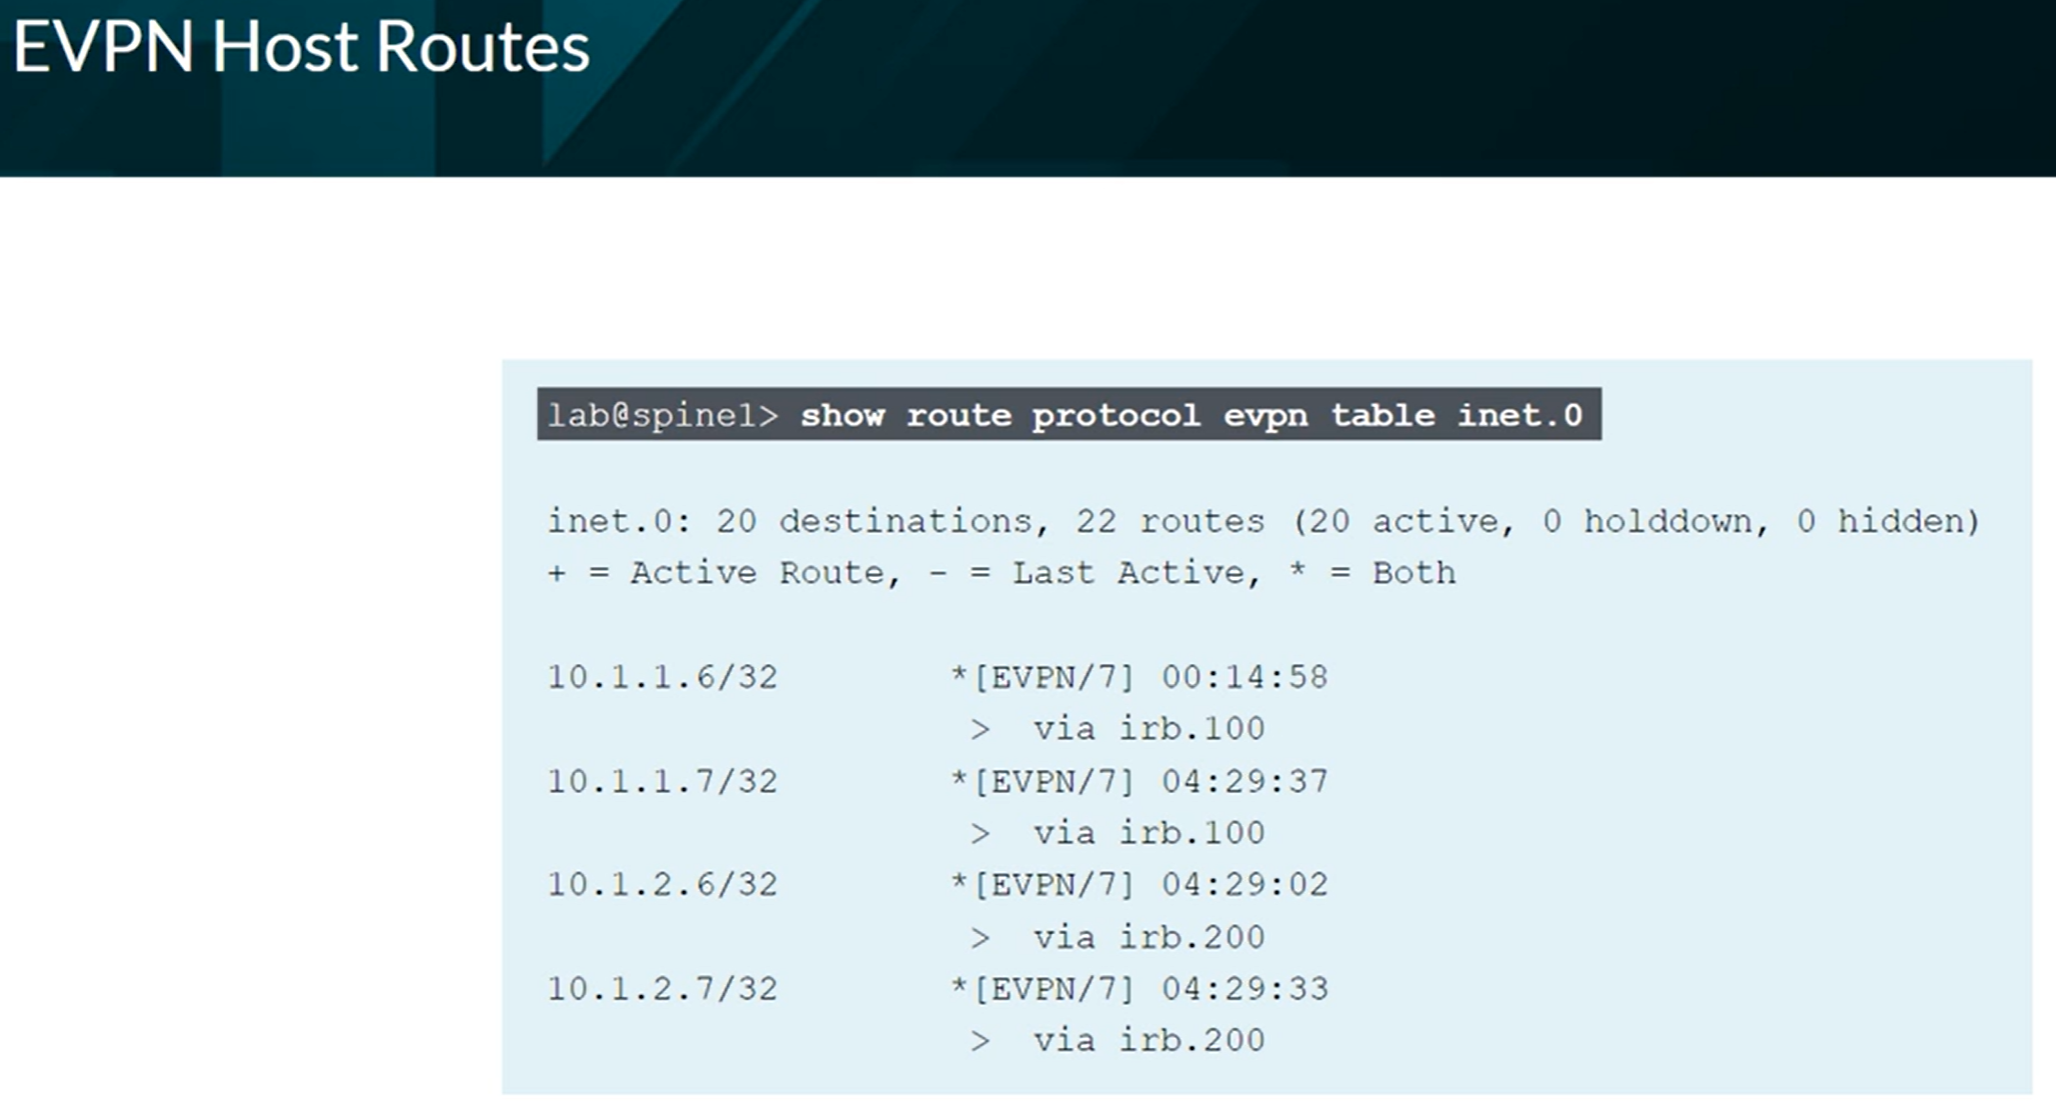 EVPN Host Routes
lab@spine1> show route protocol evpn table inet.0
inet.0: 20 destinations, 22 routes (20 active, 0 holddown, 0 hidden)
+ = Active Route, - = Last Active, * = Both
10.1.1.6/32 *[EVPN/7] 00:14:58
> via irb.100
10.1.1.7/32 *[EVPN/7] 04:29:37
> via irb.100
10.1.2.6/32 *[EVPN/7] 04:29:02
> via irb.200
10.1.2.7/32 *[EVPN/7] 04:29:33
> via irb.200